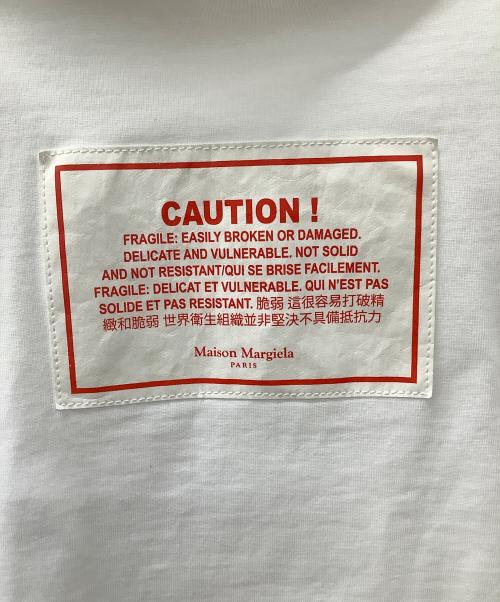 CAUTION !
FRAGILE: EASILY BROKEN OR DAMAGED.
DELICATE AND VULNERABLE. NOT SOLID
AND NOT RESISTANT/QUI SE BRISE FACILEMENT.
FRAGILE: DELICAT ET VULNERABLE. QUI N'EST PAS
SOLIDE ET PAS RESISTANT. 脆弱 這很容易打破精
緻和脆弱 世界衛生組織並非堅決不具備抵抗力
Maison Margiela
PARIS